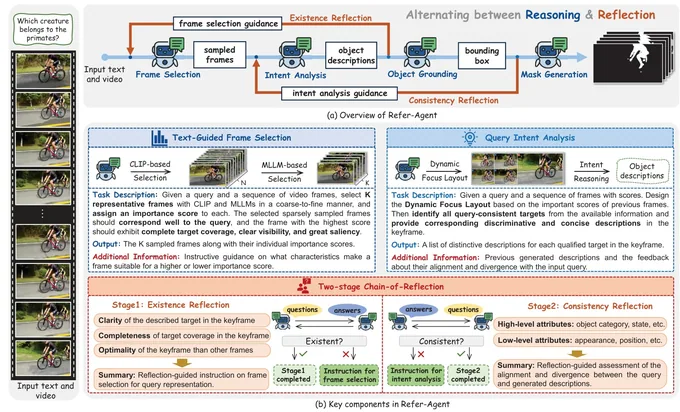 Which creature
belongs to the
primates?
Input text and
video
Alternating between Reasoning & Reflection
frame selection guidance
Existence Reflection
Input text
and video
Frame Selection
sampled
frames
Intent Analysis
object
descriptions
Object Grounding
bounding
box
Mask Generation
intent analysis guidance
Consistency Reflection
(a) Overview of Refer-Agent
Text-Guided Frame Selection
CLIP-based
Selection
N
MLLM-based
Selection
K
Task Description: Given a query and a sequence of video frames, select K
representative frames with CLIP and MLLMs in a coarse-to-fine manner, and
assign an importance score to each. The selected sparsely sampled frames
should correspond well to the query, and the frame with the highest score
should exhibit complete target coverage, clear visibility, and great saliency.
Output: The K sampled frames along with their individual importance scores.
Additional Information: Instructive guidance on what characteristics make a
frame suitable for a higher or lower importance score.
Query Intent Analysis
Dynamic
Focus Layout
Intent
Reasoning
Object
descriptions
Task Description: Given a query and a sequence of frames with scores. Design
the Dynamic Focus Layout based on the important scores of previous frames.
Then identify all query-consistent targets from the available information and
provide corresponding discriminative and concise descriptions in the
keyframe.
Output: A list of distinctive descriptions for each qualified target in the keyframe.
Additional Information: Previous generated descriptions and the feedback
about their alignment and divergence with the input query.
Two-stage Chain-of-Reflection
Stage1: Existence Reflection
Clarity of the described target in the keyframe
Completeness of target coverage in the keyframe
Optimality of the keyframe than other frames
Summary: Reflection-guided instruction on frame
selection for query representation.
questions
answers
Existent?
Stage1
completed
Instruction for
frame selection
answers
questions
Consistent?
Instruction for
intent analysis
Stage2
completed
Stage2: Consistency Reflection
High-level attributes: object category, state, etc.
Low-level attributes: appearance, position, etc.
Summary: Reflection-guided assessment of the
alignment and divergence between the query
and generated descriptions.
(b) Key components in Refer-Agent